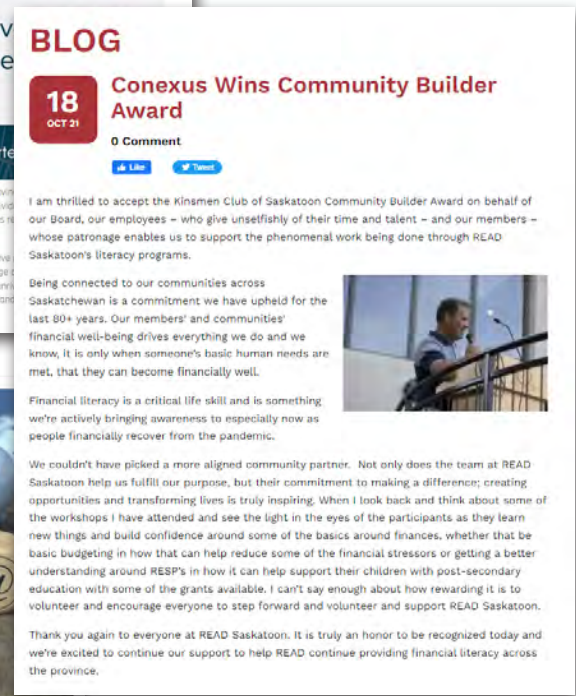 BLOG
18
OCT 21
Conexus Wins Community Builder
Award
0 Comment
Like
Tweet
I am thrilled to accept the Kinsmen Club of Saskatoon Community Builder Award on behalf of
our Board, our employees – who give unselfishly of their time and talent – and our members –
whose patronage enables us to support the phenomenal work being done through READ
Saskatoon's literacy programs.
Being connected to our communities across
Saskatchewan is a commitment we have upheld for the
last 80+ years. Our members' and communities'
financial well-being drives everything we do and we
know, it is only when someone's basic human needs are
met, that they can become financially well.
Financial literacy is a critical life skill and is something
we're actively bringing awareness to especially now as
people financially recover from the pandemic.
We couldn't have picked a more aligned community partner. Not only does the team at READ
Saskatoon help us fulfill our purpose, but their commitment to making a difference; creating
opportunities and transforming lives is truly inspiring. When I look back and think about some of
the workshops I have attended and see the light in the eyes of the participants as they learn
new things and build confidence around some of the basics around finances, whether that be
basic budgeting in how that can help reduce some of the financial stressors or getting a better
understanding around RESP's in how it can help support their children with post-secondary
education with some of the grants available. I can't say enough about how rewarding it is to
volunteer and encourage everyone to step forward and volunteer and support READ Saskatoon.
Thank you again to everyone at READ Saskatoon. It is truly an honor to be recognized today and
we're excited to continue our support to help READ continue providing financial literacy across
the province.